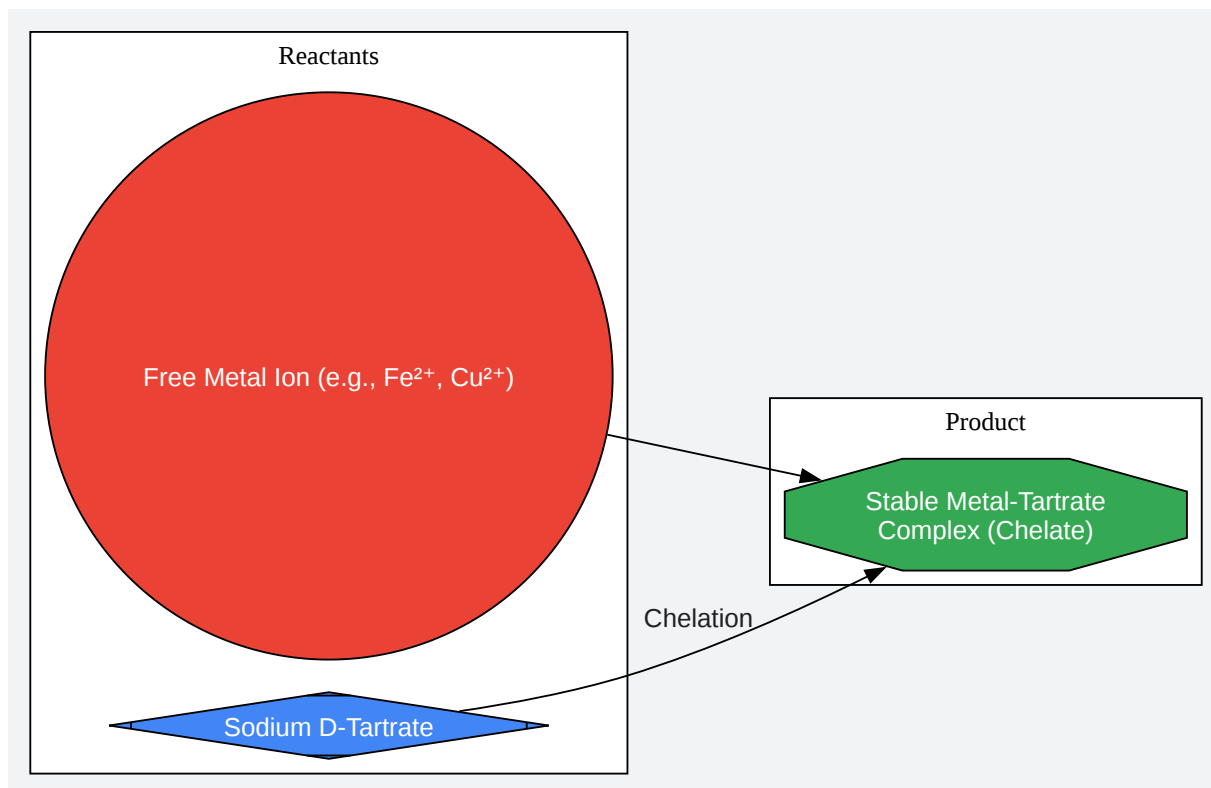 Reactants
Free Metal Ion (e.g., Fe²⁺, Cu²⁺)
Sodium D-Tartrate
Chelation
Product
Stable Metal-Tartrate
Complex (Chelate)